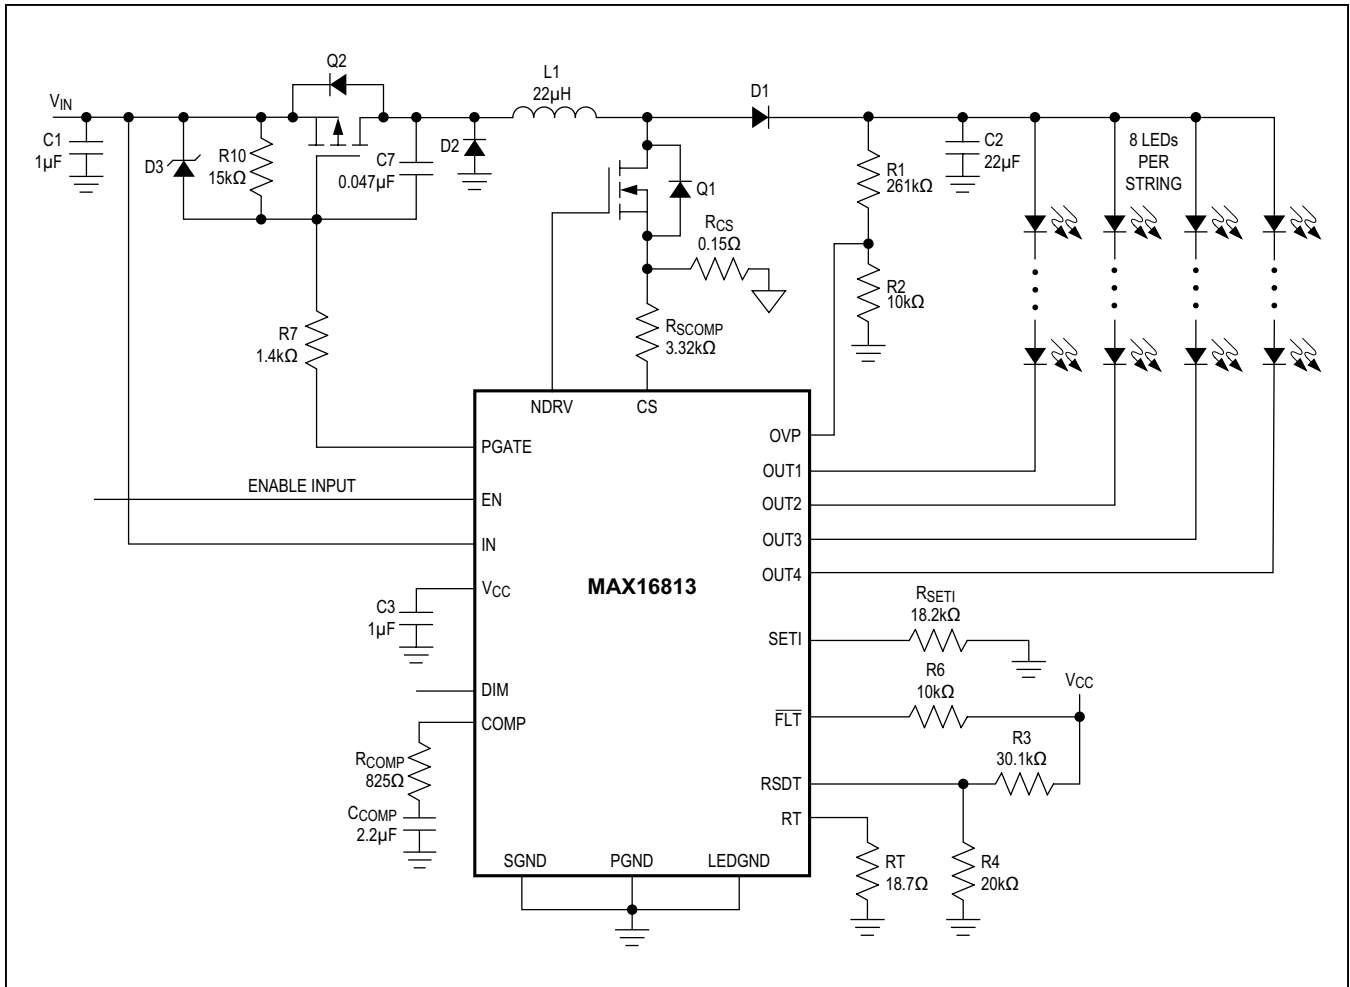 Q2
L1
22µH
D1
VIN
C1
1µF
D3
R10
15kΩ
C7
0.047µF
D2
Q1
RCS
0.15Ω
R1
261kΩ
C2
22µF
8 LEDs
PER
STRING
R2
10kΩ
R7
1.4kΩ
RSCOMP
3.32kΩ
NDRV
CS
PGATE
OVP
OUT1
ENABLE INPUT
EN
OUT2
IN
OUT3
OUT4
VCC
MAX16813
C3
1µF
RSETI
18.2kΩ
SETI
R6
10kΩ
VCC
DIM
COMP
FLT
RCOMP
825Ω
R3
30.1kΩ
RSDT
CCOMP
2.2µF
RT
SGND
PGND
LEDGND
RT
18.7Ω
R4
20kΩ